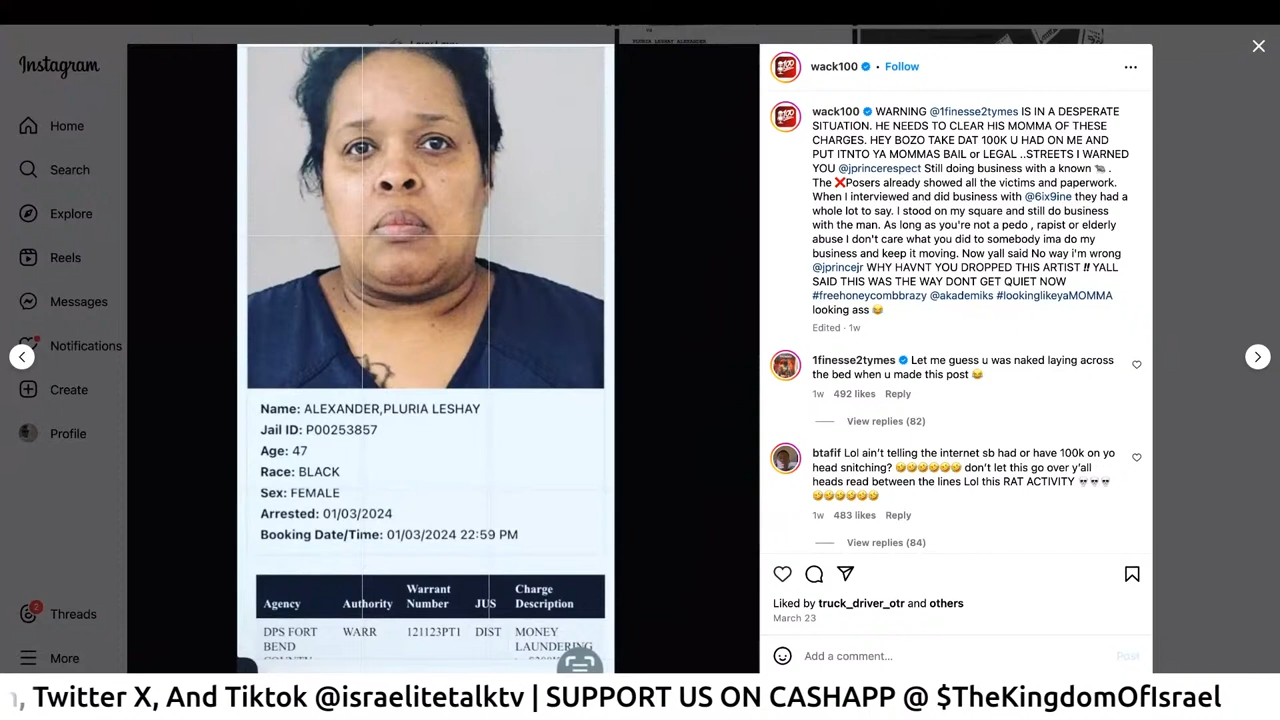 Instagram
Home
Search
Explore
Reels
Messages
Notifications
Create
Profile
2
Threads
More
Name: ALEXANDER,PLURIA LESHAY
Jail ID: P00253857
Age: 47
Race: BLACK
Sex: FEMALE
Arrested: 01/03/2024
Booking Date/Time: 01/03/2024 22:59 PM
Agency Authority Warrant Number JUS Charge Description
DPS FORT BEND WARR 121123PT1 DIST MONEY LAUNDERING
wack100 • Follow
wack100 WARNING @1finesse2tymes IS IN A DESPERATE
SITUATION. HE NEEDS TO CLEAR HIS MOMMA OF THESE
CHARGES. HEY BOZO TAKE DAT 100K U HAD ON ME AND
PUT ITNTO YA MOMMAS BAIL or LEGAL ..STREETS I WARNED
YOU @jprincerespect Still doing business with a known 🐀 .
The ❌Posers already showed all the victims and paperwork.
When I interviewed and did business with @6ix9ine they had a
whole lot to say. I stood on my square and still do business
with the man. As long as you're not a pedo , rapist or elderly
abuse I don't care what you did to somebody ima do my
business and keep it moving. Now yall said No way i'm wrong
@jprincejr WHY HAVNT YOU DROPPED THIS ARTIST ‼️ YALL
SAID THIS WAS THE WAY DONT GET QUIET NOW
#freehoneycombbrazy @akademiks #lookinglikeyaMOMMA
looking ass 😂
Edited · 1w
1finesse2tymes Let me guess u was naked laying across
the bed when u made this post 😂
1w 492 likes Reply
View replies (82)
btafif Lol ain't telling the internet sb had or have 100k on yo
head snitching? 🤣🤣🤣🤣🤣🤣 don't let this go over y'all
heads read between the lines Lol this RAT ACTIVITY ☠️☠️☠️
🤣🤣🤣🤣🤣🤣
1w 483 likes Reply
View replies (84)
Liked by truck_driver_otr and others
March 23
Add a comment...
Post
, Twitter X, And Tiktok @israelitetalktv | SUPPORT US ON CASHAPP @ $TheKingdomOfIsrael